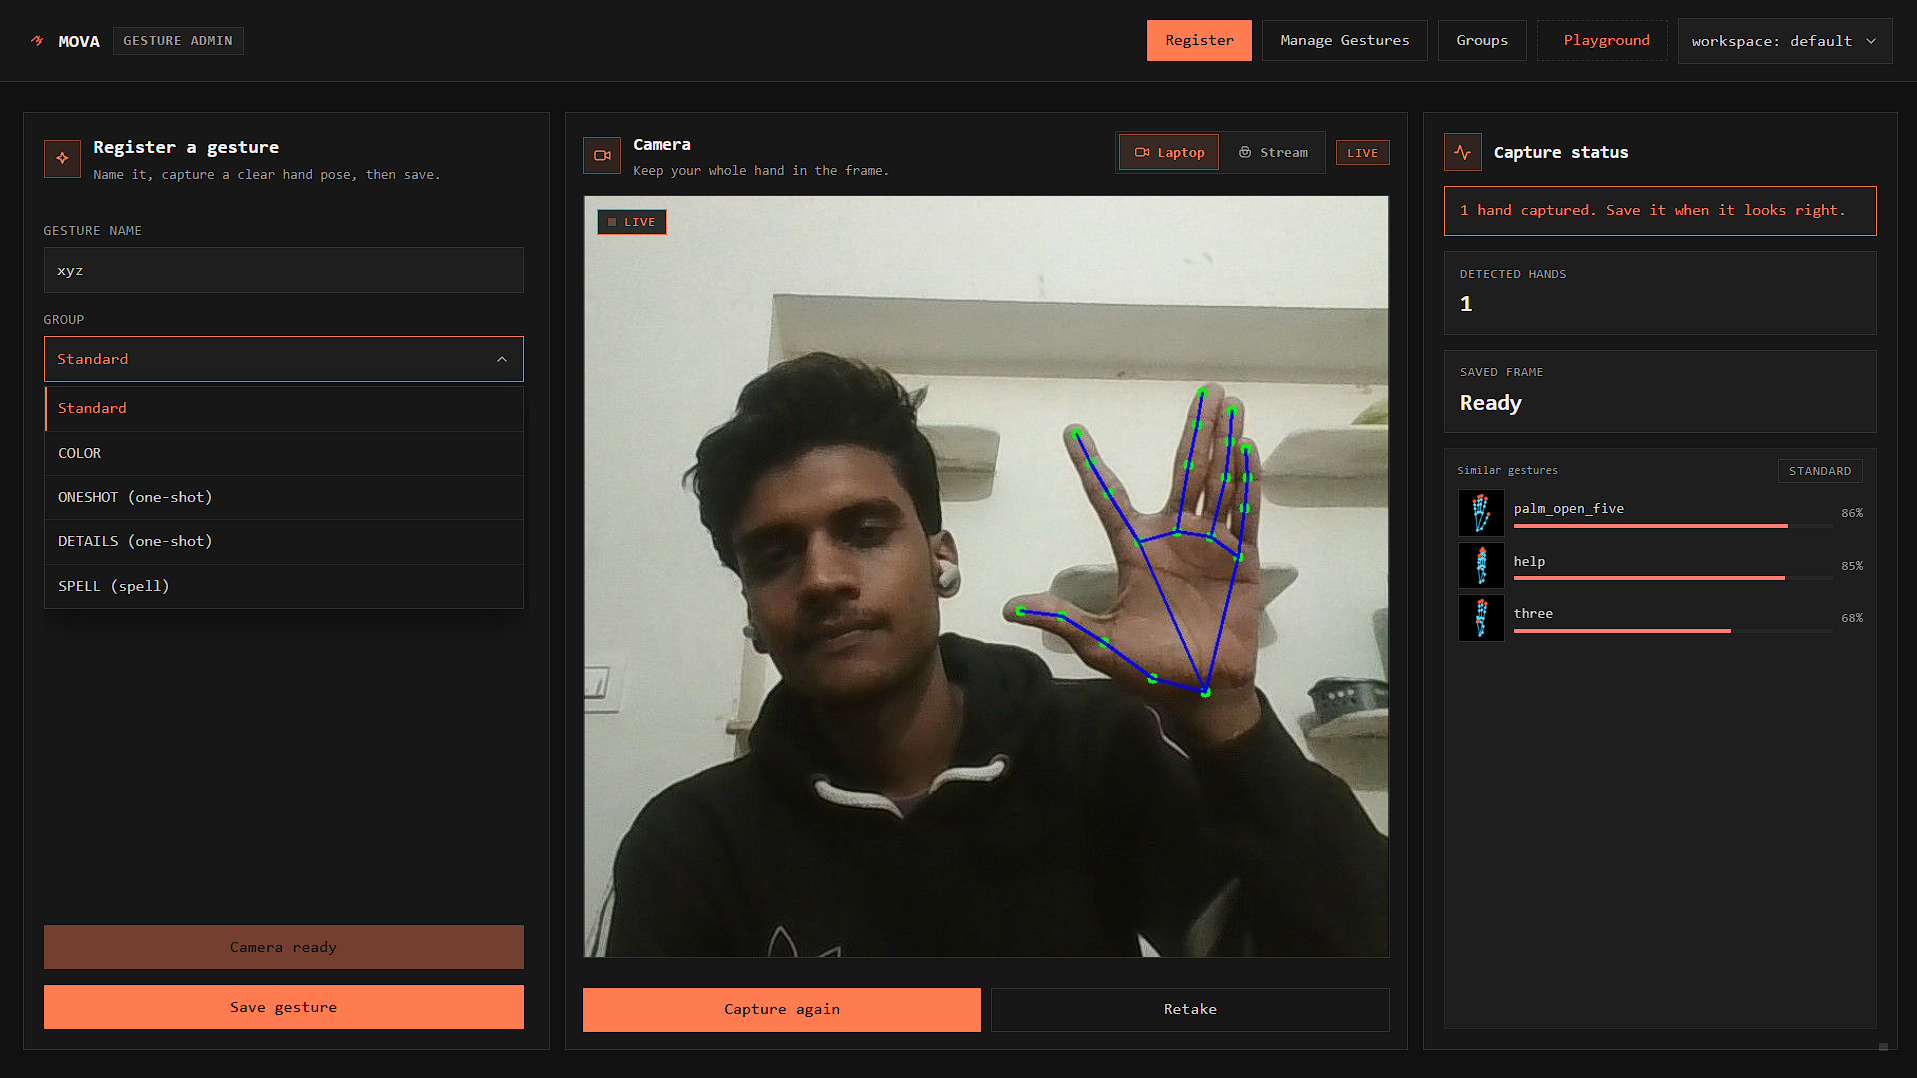 MOVA
GESTURE ADMIN
Register
Manage Gestures
Groups
Playground
workspace: default
Register a gesture
Name it, capture a clear hand pose, then save.
GESTURE NAME
xyz
GROUP
Standard
Standard
COLOR
ONESHOT (one-shot)
DETAILS (one-shot)
SPELL (spell)
Camera ready
Save gesture
Camera
Keep your whole hand in the frame.
Laptop
Stream
LIVE
LIVE
Capture again
Retake
Capture status
1 hand captured. Save it when it looks right.
DETECTED HANDS
1
SAVED FRAME
Ready
Similar gestures
STANDARD
palm_open_five
86%
help
85%
three
68%